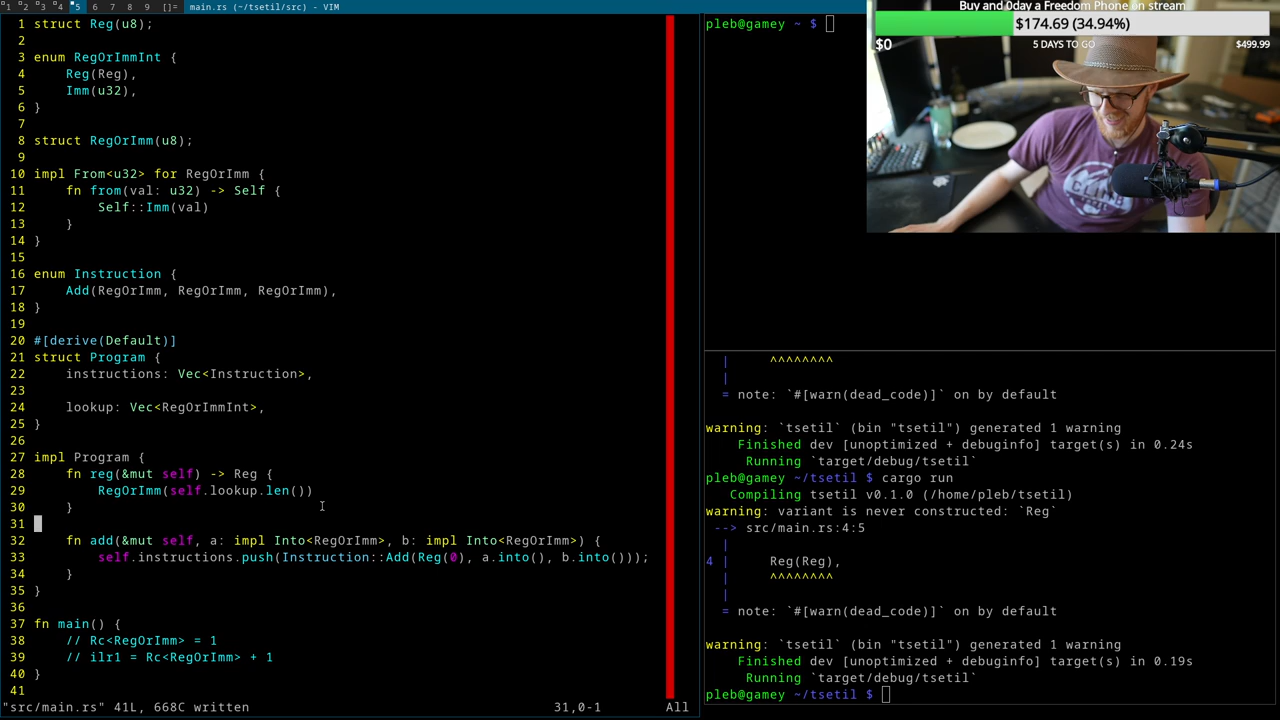 1 2 3 4 5 6 7 8 9 []= main.rs (~/tsetil/src) - VIM
1 struct Reg(u8);
2
3 enum RegOrImmInt {
4     Reg(Reg),
5     Imm(u32),
6 }
7
8 struct RegOrImm(u8);
9
10 impl From<u32> for RegOrImm {
11     fn from(val: u32) -> Self {
12         Self::Imm(val)
13     }
14 }
15
16 enum Instruction {
17     Add(RegOrImm, RegOrImm, RegOrImm),
18 }
19
20 #[derive(Default)]
21 struct Program {
22     instructions: Vec<Instruction>,
23
24     lookup: Vec<RegOrImmInt>,
25 }
26
27 impl Program {
28     fn reg(&mut self) -> Reg {
29         RegOrImm(self.lookup.len())
30     }
31
32     fn add(&mut self, a: impl Into<RegOrImm>, b: impl Into<RegOrImm>) {
33         self.instructions.push(Instruction::Add(Reg(0), a.into(), b.into()));
34     }
35 }
36
37 fn main() {
38     // Rc<RegOrImm> = 1
39     // ilr1 = Rc<RegOrImm> + 1
40 }
41
"src/main.rs" 41L, 668C written 31,0-1 All
pleb@gamey ~ $
Buy and 0day a Freedom Phone on stream
$174.69 (34.94%)
$0 5 DAYS TO GO $499.99
CLIMB
|     ^^^^^^^^
|
= note: `#[warn(dead_code)]` on by default
warning: `tsetil` (bin "tsetil") generated 1 warning
Finished dev [unoptimized + debuginfo] target(s) in 0.24s
Running `target/debug/tsetil`
pleb@gamey ~/tsetil $ cargo run
Compiling tsetil v0.1.0 (/home/pleb/tsetil)
warning: variant is never constructed: `Reg`
--> src/main.rs:4:5
|
4 |     Reg(Reg),
|     ^^^^^^^^
|
= note: `#[warn(dead_code)]` on by default
warning: `tsetil` (bin "tsetil") generated 1 warning
Finished dev [unoptimized + debuginfo] target(s) in 0.19s
Running `target/debug/tsetil`
pleb@gamey ~/tsetil $